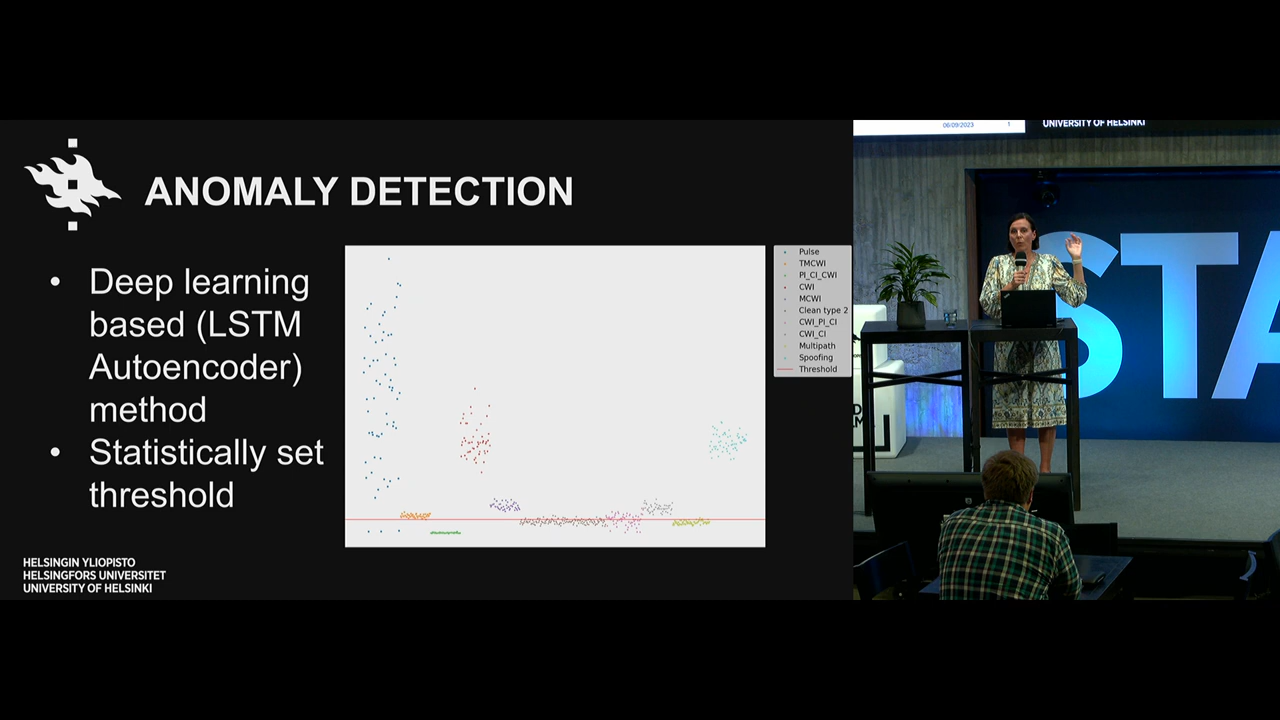 ANOMALY DETECTION
• Deep learning
based (LSTM
Autoencoder)
method
• Statistically set
threshold
Pulse
TMCWI
PI_CI_CWI
CWI
MCWI
Clean type 2
CWI_PI_CI
CWI_CI
Multipath
Spoofing
Threshold
HELSINGIN YLIOPISTO
HELSINGFORS UNIVERSITET
UNIVERSITY OF HELSINKI
06/09/2023 1
UNIVERSITY OF HELSINKI
STA